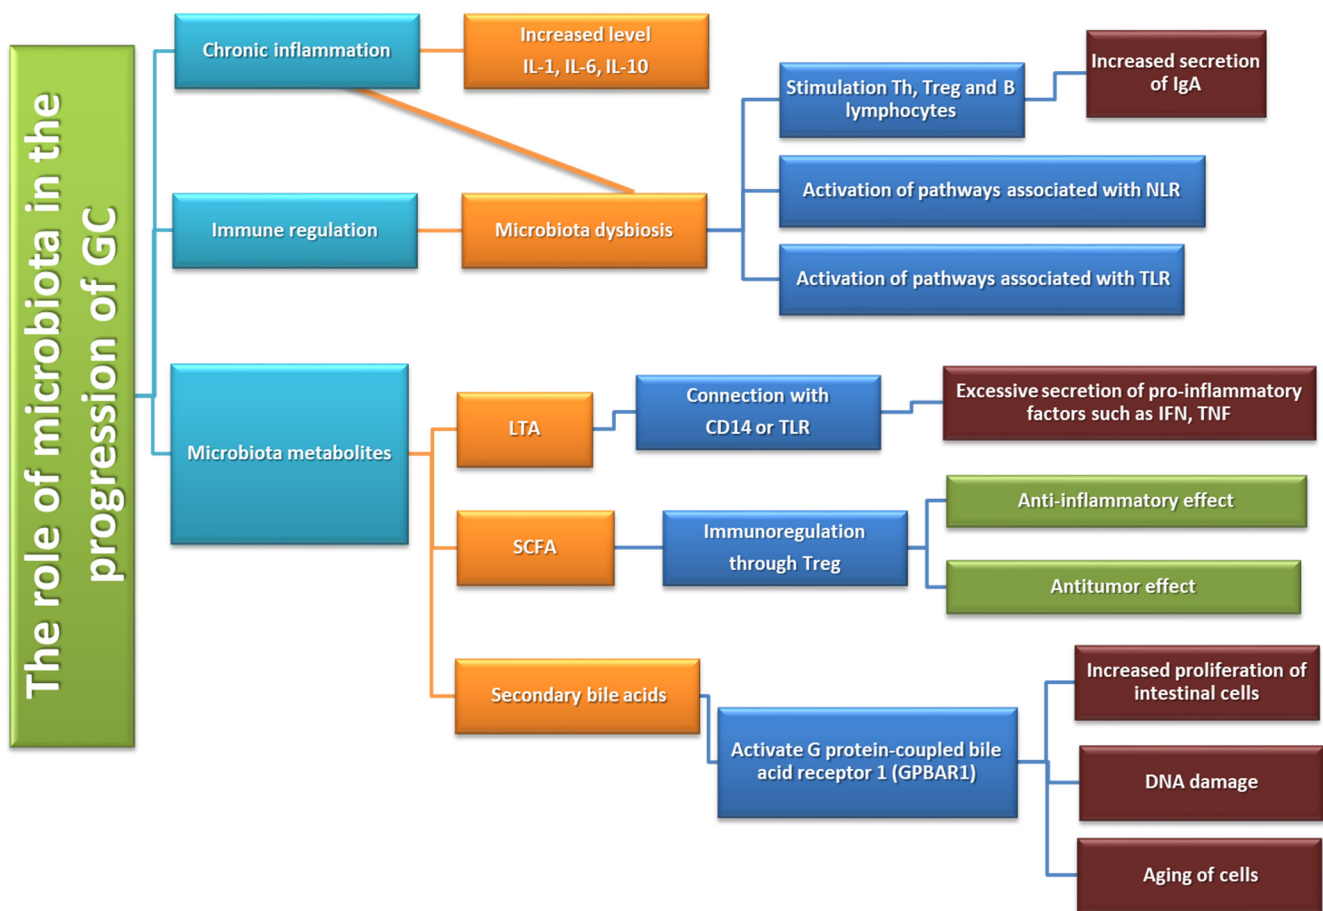 The role of microbiota in the
progression of GC
Chronic inflammation
Increased level
IL-1, IL-6, IL-10
Immune regulation
Microbiota dysbiosis
Stimulation Th, Treg and B
lymphocytes
Increased secretion
of IgA
Activation of pathways associated with NLR
Activation of pathways associated with TLR
Microbiota metabolites
LTA
Connection with
CD14 or TLR
Excessive secretion of pro-inflammatory
factors such as IFN, TNF
SCFA
Immunoregulation
through Treg
Anti-inflammatory effect
Antitumor effect
Secondary bile acids
Activate G protein-coupled bile
acid receptor 1 (GPBAR1)
Increased proliferation of
intestinal cells
DNA damage
Aging of cells